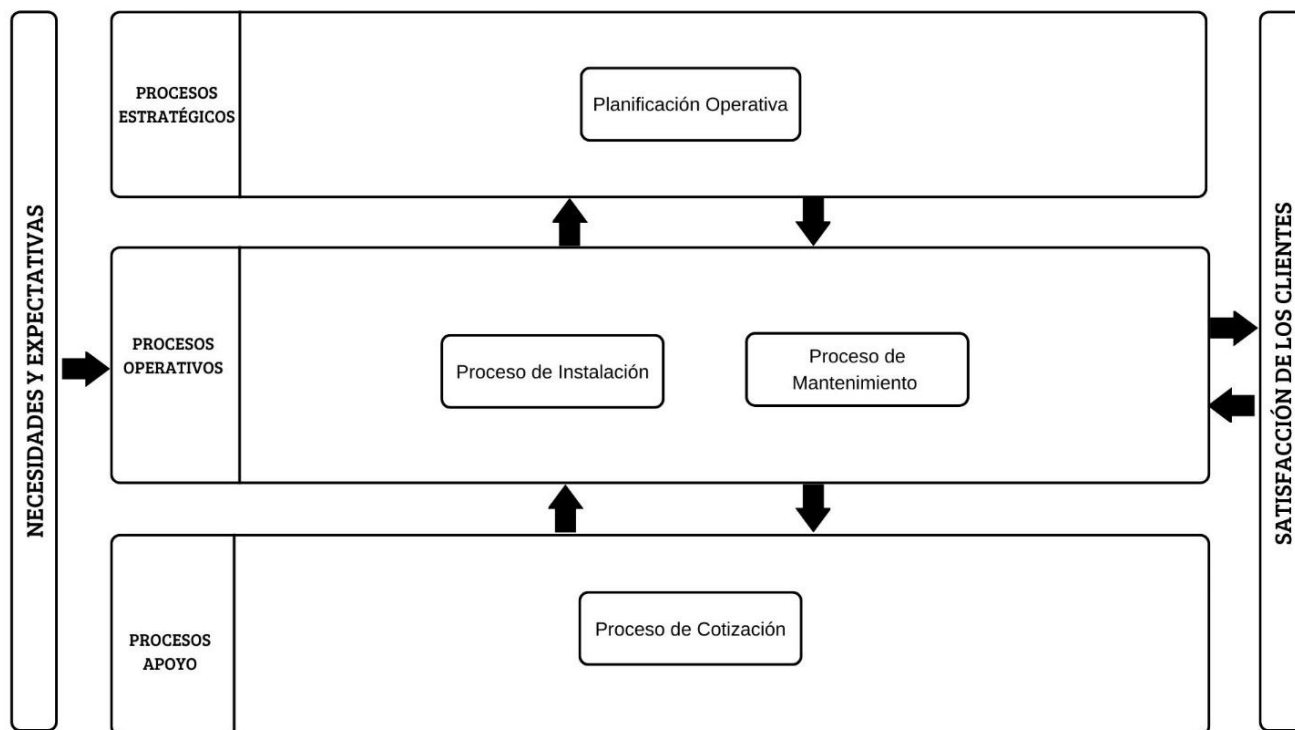 NECESIDADES Y EXPECTATIVAS
PROCESOS
ESTRATÉGICOS
Planificación Operativa
PROCESOS
OPERATIVOS
Proceso de Instalación
Proceso de
Mantenimiento
PROCESOS
APOYO
Proceso de Cotización
SATISFACCIÓN DE LOS CLIENTES